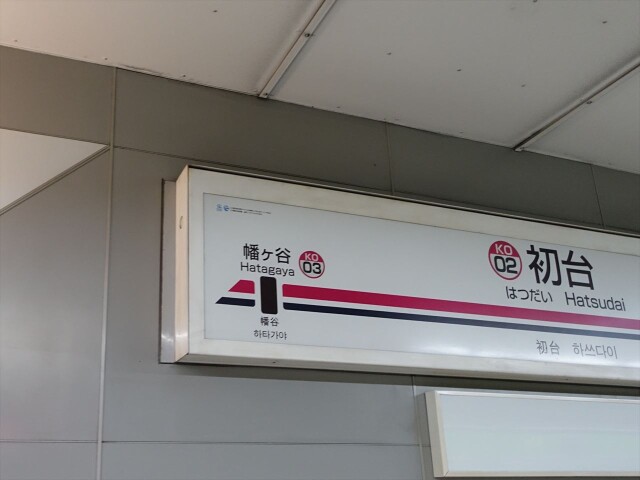 幡ヶ谷
Hatagaya
KO
03
幡谷
하타가야
KO
02
初台
はつだい Hatsudai
初台 하쓰다이